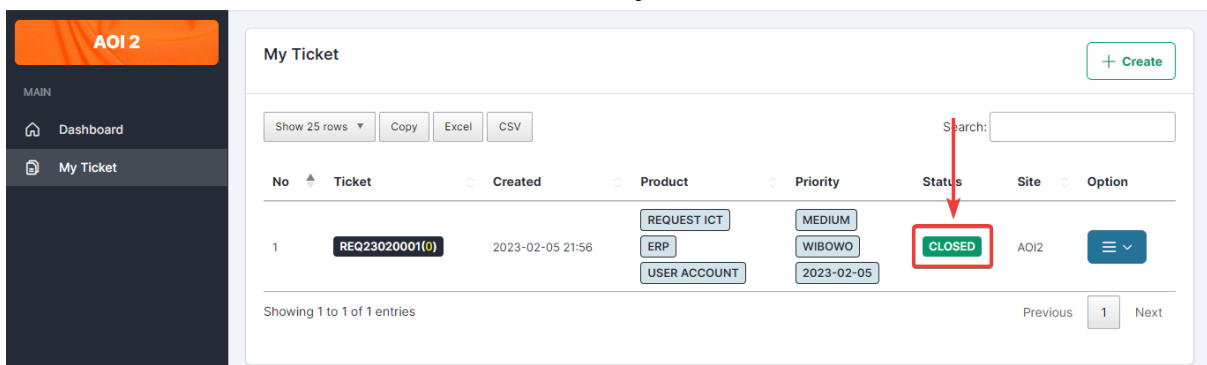 AOI 2
MAIN
Dashboard
My Ticket
My Ticket
+ Create
Show 25 rows Copy Excel CSV
Search:
No Ticket Created Product Priority Status Site Option
1 REQ23020001(0) 2023-02-05 21:56 REQUEST ICT ERP USER ACCOUNT MEDIUM WIBOWO 2023-02-05 CLOSED AOI2
Showing 1 to 1 of 1 entries
Previous 1 Next